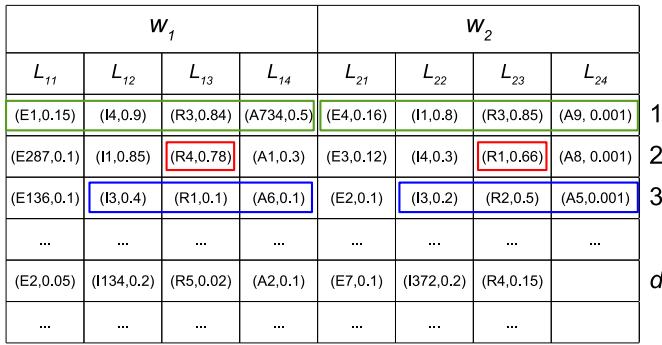 w1 w2
L11 L12 L13 L14 L21 L22 L23 L24
(E1,0.15) (I4,0.9) (R3,0.84) (A734,0.5) (E4,0.16) (I1,0.8) (R3,0.85) (A9, 0.001) 1
(E287,0.1) (I1,0.85) (R4,0.78) (A1,0.3) (E3,0.12) (I4,0.3) (R1,0.66) (A8, 0.001) 2
(E136,0.1) (I3,0.4) (R1,0.1) (A6,0.1) (E2,0.1) (I3,0.2) (R2,0.5) (A5,0.001) 3
... ... ... ... ... ... ... ...
(E2,0.05) (I134,0.2) (R5,0.02) (A2,0.1) (E7,0.1) (I372,0.2) (R4,0.15) d
... ... ... ... ... ... ... ...